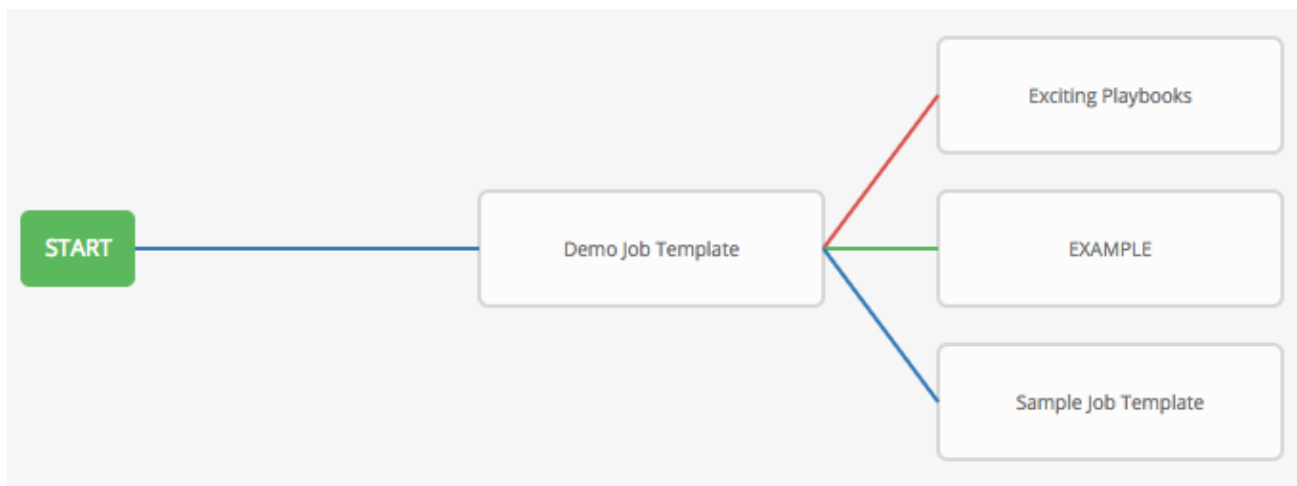 START
Demo Job Template
Exciting Playbooks
EXAMPLE
Sample Job Template